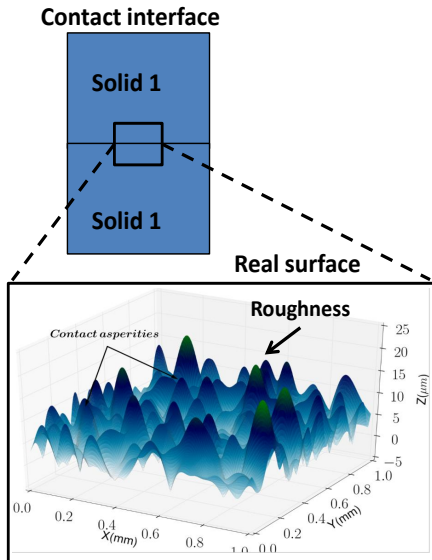 Contact interface
Solid 1
Solid 1
Real surface
Roughness
Contact asperities
25
20
15
10
5
0
-5
Z(μm)
0.0
0.2
0.4
0.6
0.8
1.0
X(mm)
0.0
0.2
0.4
0.6
0.8
1.0
Y(mm)